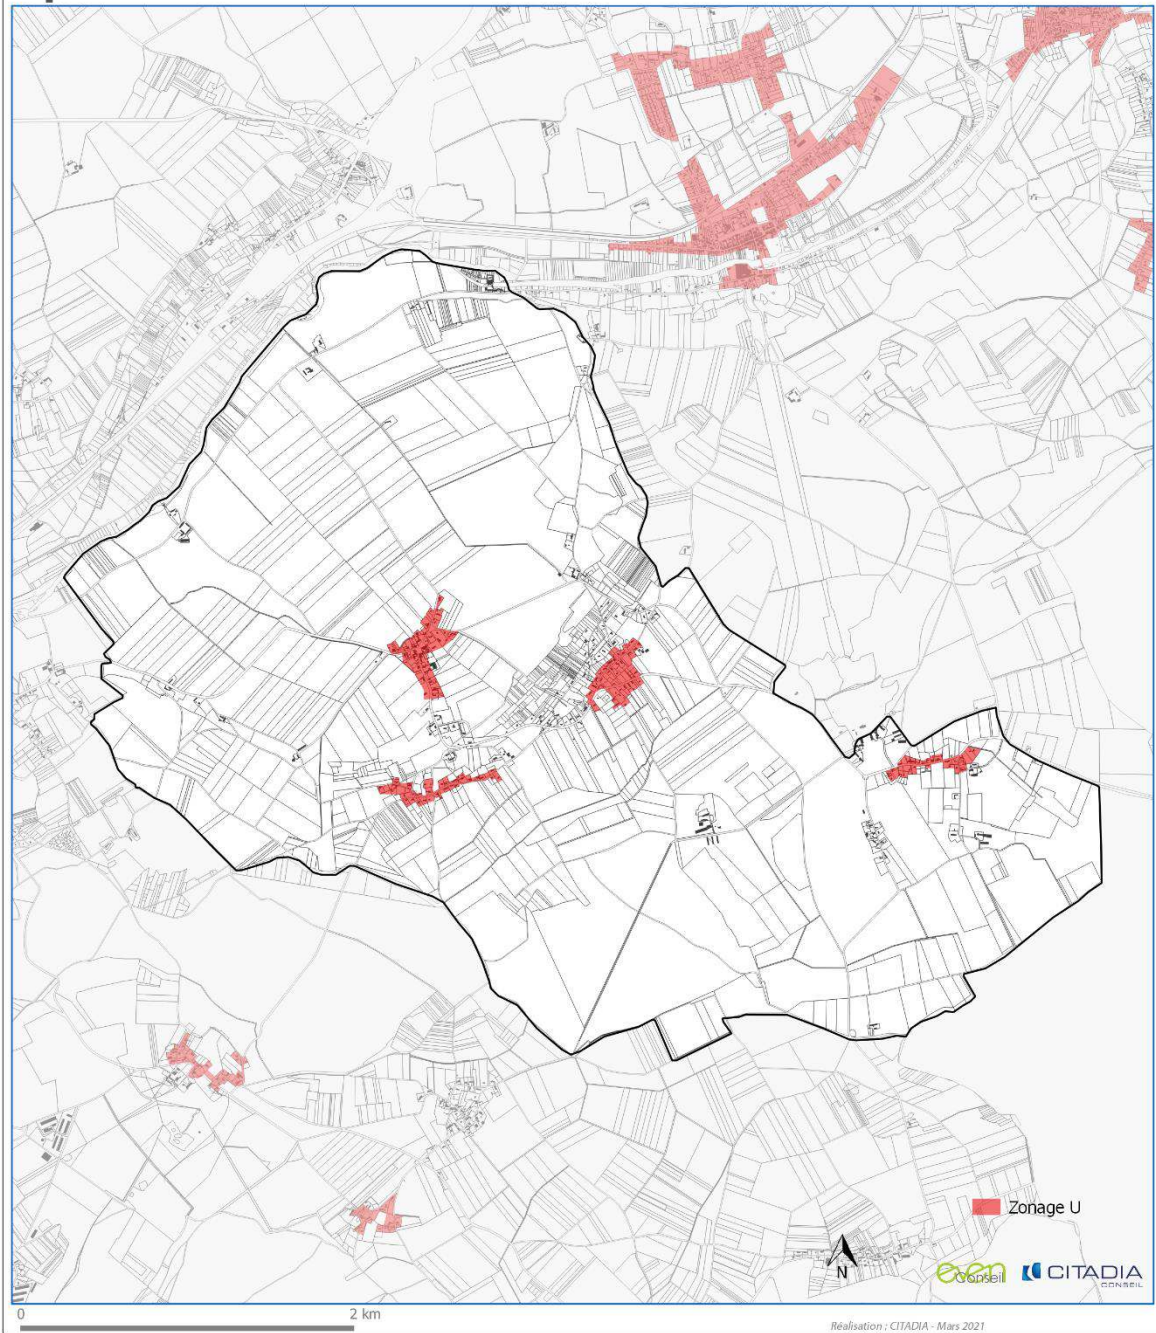 Zonage U
N
even
Conseil
CITADIA
CONSEIL
0
2 km
Réalisation : CITADIA - Mars 2021